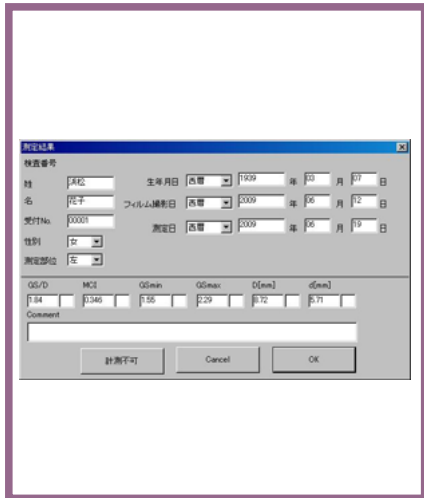 測定結果
検査番号
姓 浜松 生年月日 西暦 1939 年 03 月 07 日
名 花子 フィルム撮影日 西暦 2009 年 06 月 12 日
受付No. 00001 測定日 西暦 2009 年 06 月 19 日
性別 女
測定部位 左
GS/D MCI GSmin GSmax D[mm] d[mm]
1.84 0.346 1.55 2.29 8.72 5.71
Comment
計測不可 Cancel OK